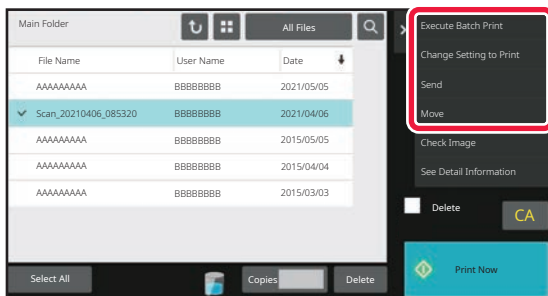 Main Folder
All Files
File Name User Name Date
AAAAAAAAA BBBBBBBB 2021/05/05
Scan_20210406_085320 BBBBBBBB 2021/04/06
AAAAAAAAA BBBBBBBB 2015/05/05
AAAAAAAAA BBBBBBBB 2015/04/04
AAAAAAAAA BBBBBBBB 2015/03/03
Select All
Copies
Delete
Execute Batch Print
Change Setting to Print
Send
Move
Check Image
See Detail Information
Delete
CA
Print Now